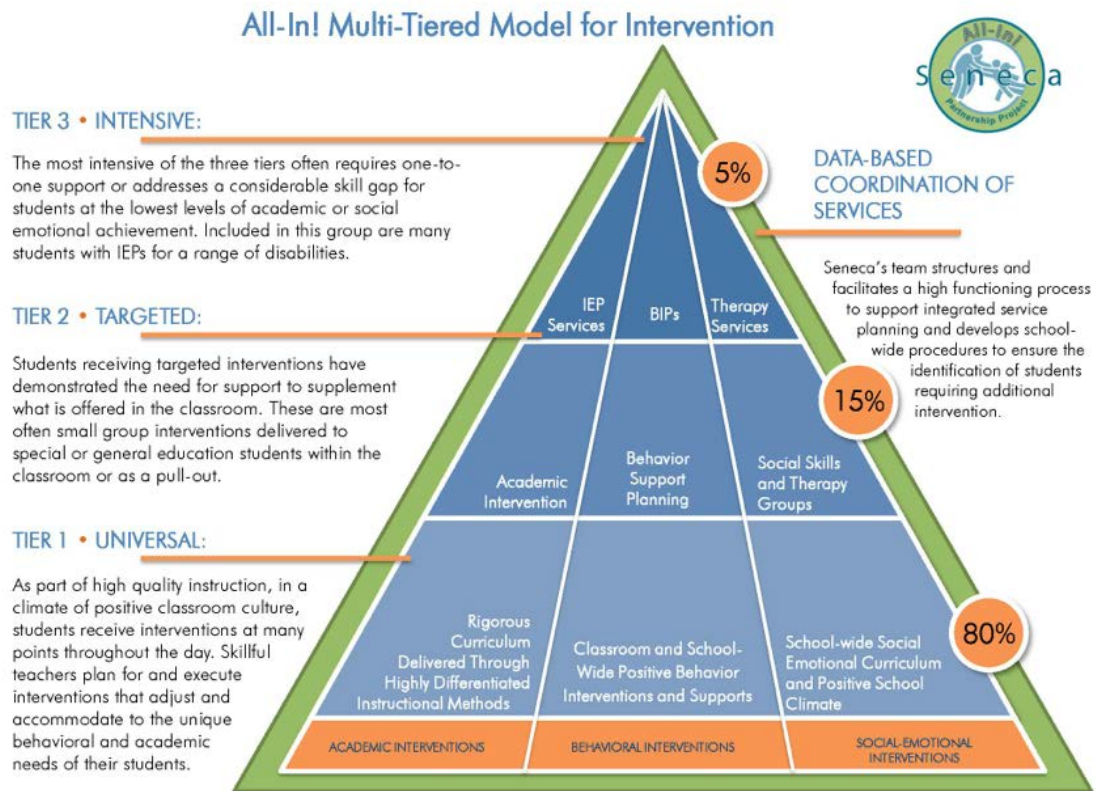 All-In! Multi-Tiered Model for Intervention
All-In!
Seneca
Partnership Project
TIER 3 • INTENSIVE:
The most intensive of the three tiers often requires one-to-
one support or addresses a considerable skill gap for
students at the lowest levels of academic or social
emotional achievement. Included in this group are many
students with IEPs for a range of disabilities.
TIER 2 • TARGETED:
Students receiving targeted interventions have
demonstrated the need for support to supplement
what is offered in the classroom. These are most
often small group interventions delivered to
special or general education students within the
classroom or as a pull-out.
TIER 1 • UNIVERSAL:
As part of high quality instruction, in a
climate of positive classroom culture,
students receive interventions at many
points throughout the day. Skillful
teachers plan for and execute
interventions that adjust and
accommodate to the unique
behavioral and academic
needs of their students.
5%
IEP
Services
BIPs
Therapy
Services
15%
Academic
Intervention
Behavior
Support
Planning
Social Skills
and Therapy
Groups
80%
Rigorous
Curriculum
Delivered Through
Highly Differentiated
Instructional Methods
Classroom and School-
Wide Positive Behavior
Interventions and Supports
School-wide Social
Emotional Curriculum
and Positive School
Climate
ACADEMIC INTERVENTIONS
BEHAVIORAL INTERVENTIONS
SOCIAL-EMOTIONAL
INTERVENTIONS
DATA-BASED
COORDINATION OF
SERVICES
Seneca's team structures and
facilitates a high functioning process
to support integrated service
planning and develops school-
wide procedures to ensure the
identification of students
requiring additional
intervention.